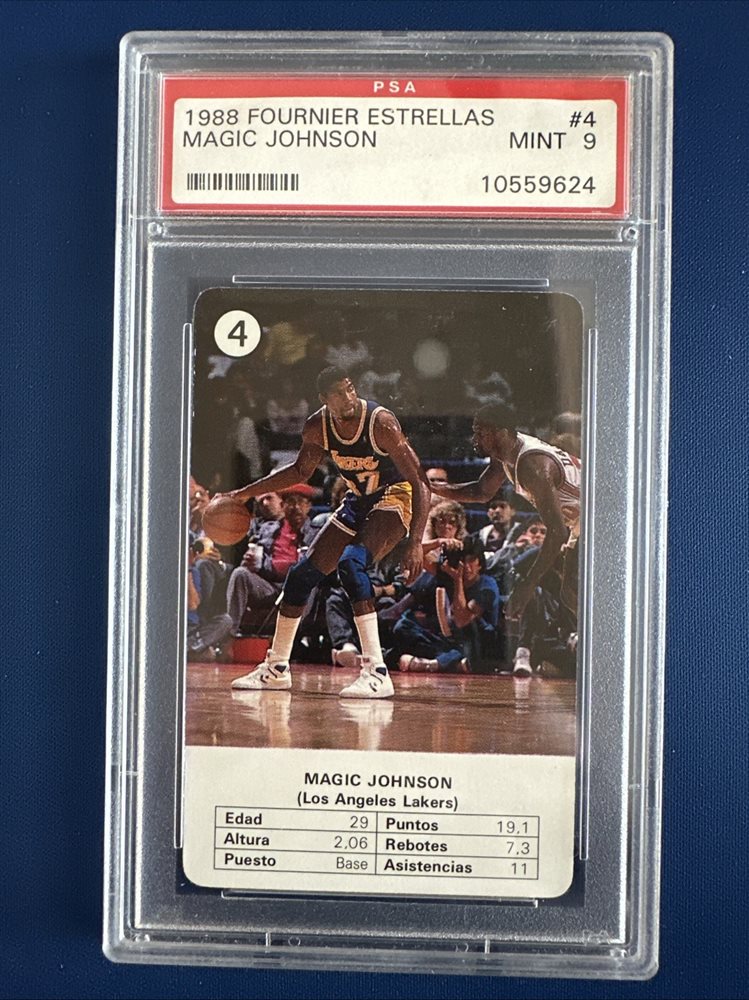 PSA
1988 FOURNIER ESTRELLAS #4
MAGIC JOHNSON MINT 9
10559624
4
MAGIC JOHNSON
(Los Angeles Lakers)
Edad 29 Puntos 19,1
Altura 2,06 Rebotes 7,3
Puesto Base Asistencias 11